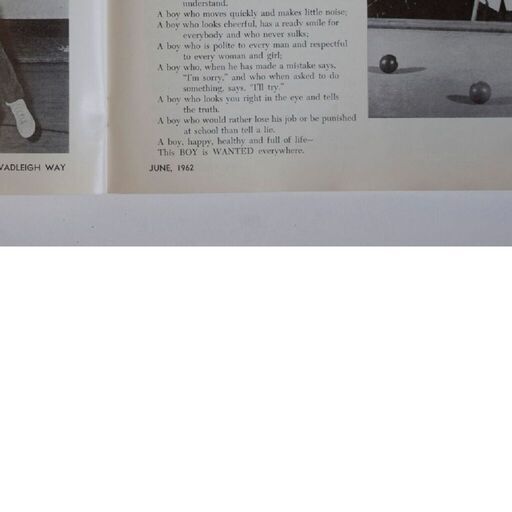 understand.
A boy who moves quickly and makes little noise;
A boy who looks cheerful, has a ready smile for
everybody and who never sulks;
A boy who is polite to every man and respectful
to every woman and girl;
A boy who, when he has made a mistake says,
"I'm sorry," and who when asked to do
something, says, "I'll try."
A boy who looks you right in the eye and tells
the truth.
A boy who would rather lose his job or be punished
at school than tell a lie.
A boy, happy, healthy and full of life—
This BOY is WANTED everywhere.
VADLEIGH WAY
JUNE, 1962